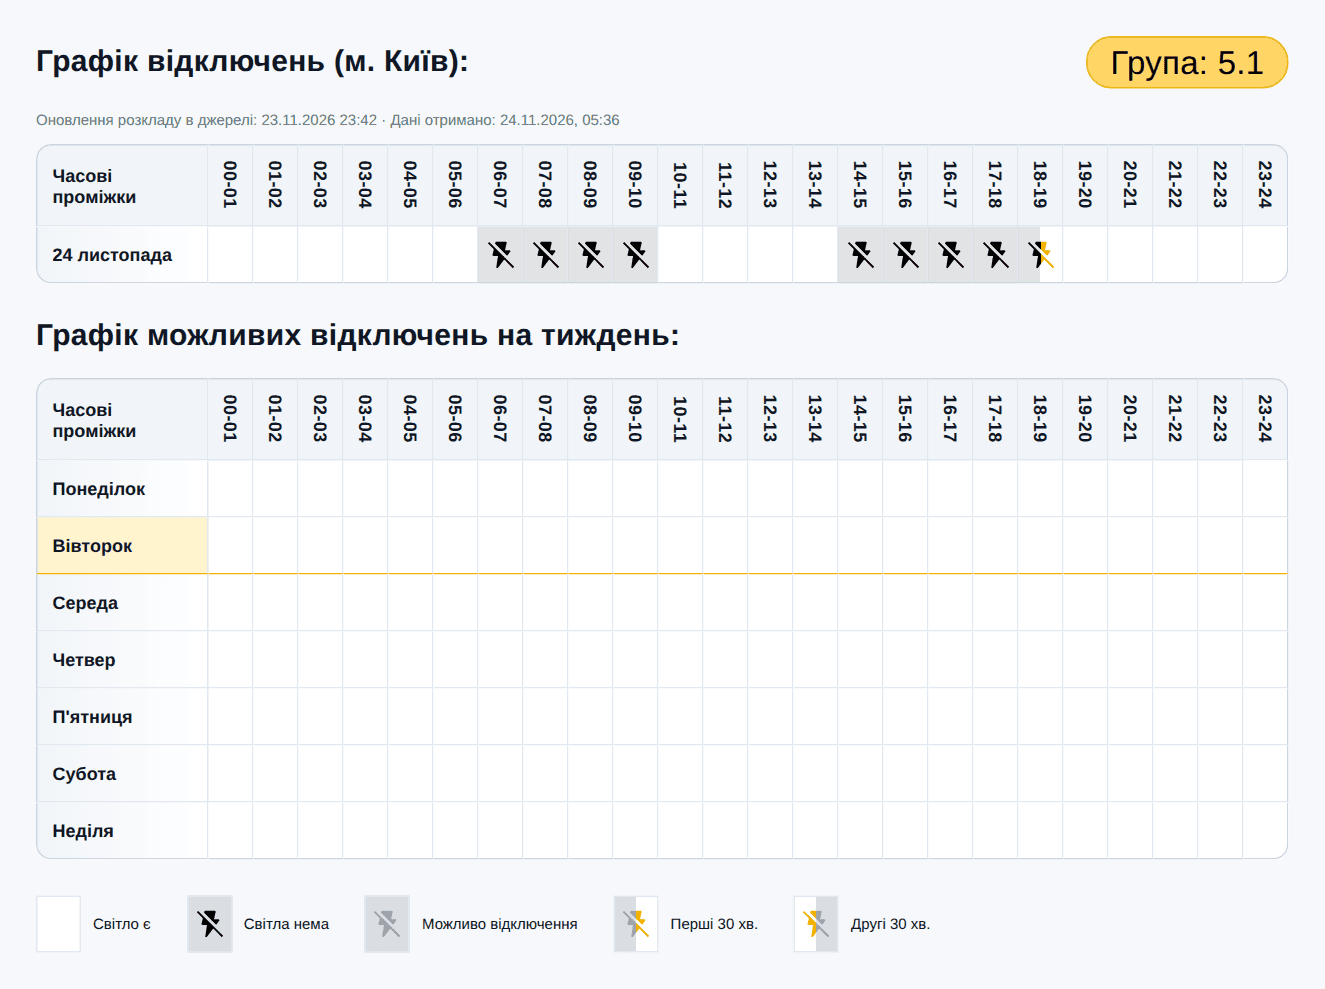 Графік відключень (м. Київ):
Група: 5.1
Оновлення розкладу в джерелі: 23.11.2026 23:42 · Дані отримано: 24.11.2026, 05:36
Часові
проміжки
00-01 01-02 02-03 03-04 04-05 05-06 06-07 07-08 08-09 09-10 10-11 11-12 12-13 13-14 14-15 15-16 16-17 17-18 18-19 19-20 20-21 21-22 22-23 23-24
24 листопада
Графік можливих відключень на тиждень:
Часові
проміжки
00-01 01-02 02-03 03-04 04-05 05-06 06-07 07-08 08-09 09-10 10-11 11-12 12-13 13-14 14-15 15-16 16-17 17-18 18-19 19-20 20-21 21-22 22-23 23-24
Понеділок
Вівторок
Середа
Четвер
П'ятниця
Субота
Неділя
Світло є Світла нема Можливо відключення Перші 30 хв. Другі 30 хв.